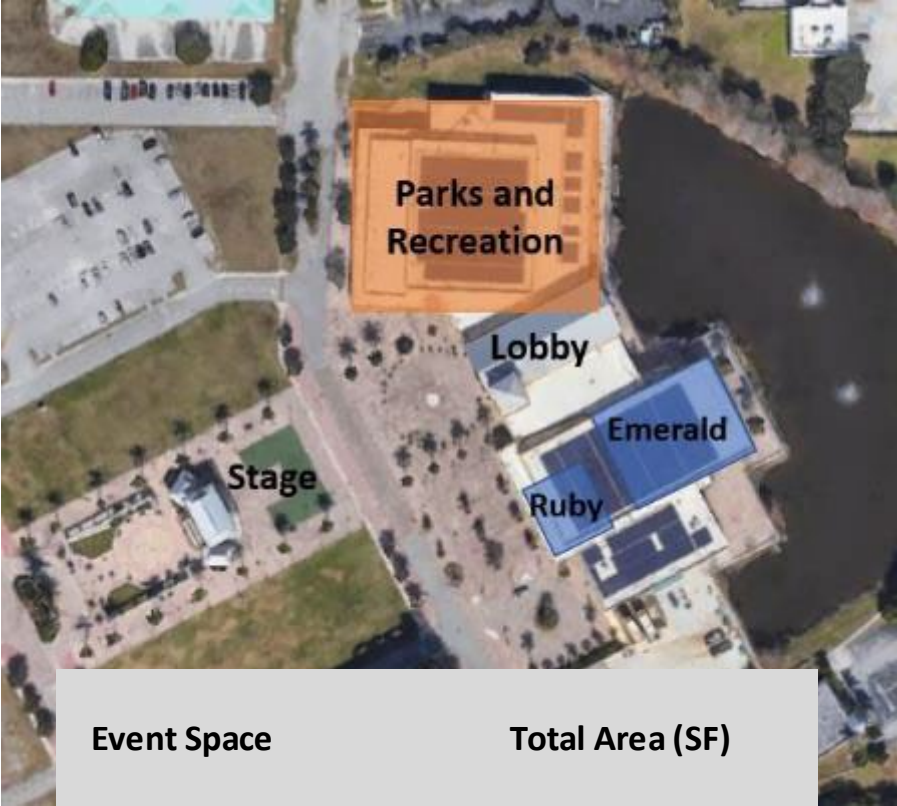 Parks and
Recreation
Lobby
Emerald
Ruby
Stage
Event Space Total Area (SF)